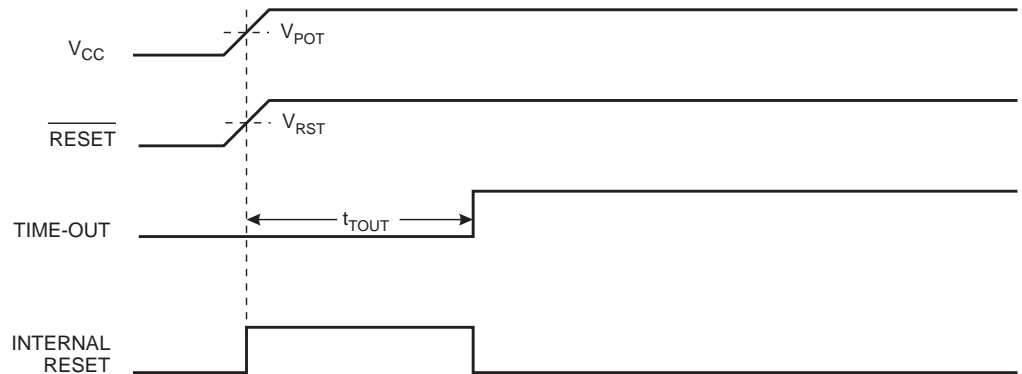 V_CC
V_POT
RESET
V_RST
TIME-OUT
t_TOUT
INTERNAL
RESET